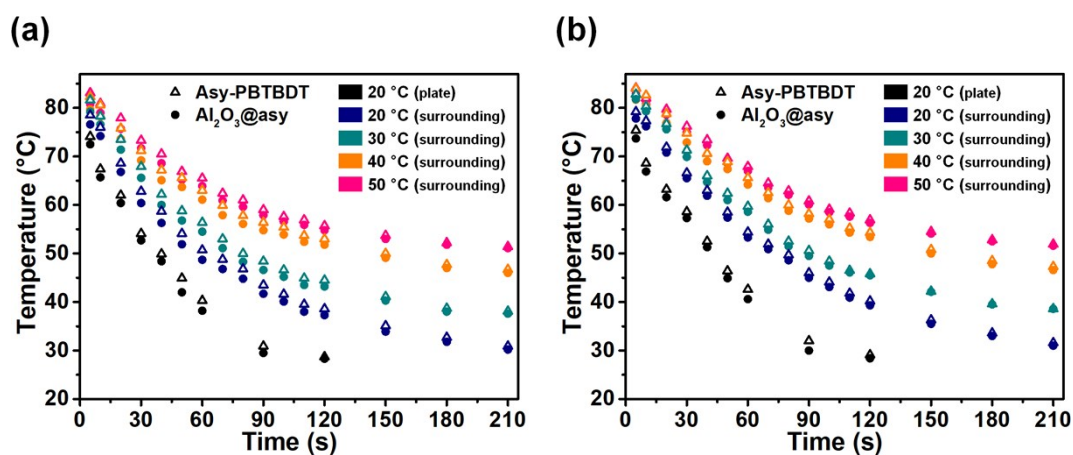 (a)
Temperature (°C)
80
70
60
50
40
30
20
Asy-PBTBDT
Al₂O₃@asy
20 °C (plate)
20 °C (surrounding)
30 °C (surrounding)
40 °C (surrounding)
50 °C (surrounding)
0 30 60 90 120 150 180 210
Time (s)
(b)
Temperature (°C)
80
70
60
50
40
30
20
Asy-PBTBDT
Al₂O₃@asy
20 °C (plate)
20 °C (surrounding)
30 °C (surrounding)
40 °C (surrounding)
50 °C (surrounding)
0 30 60 90 120 150 180 210
Time (s)